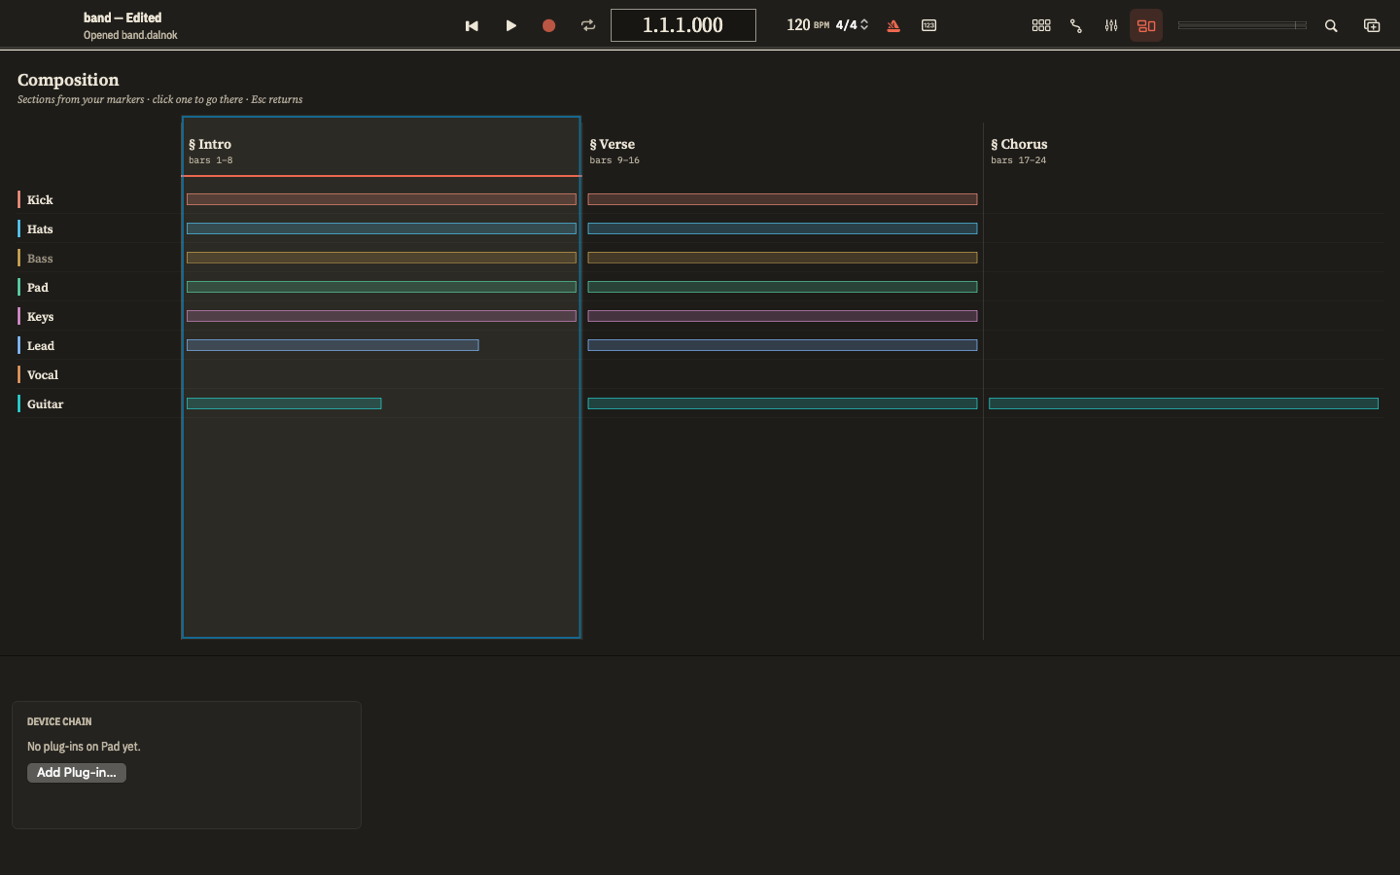 band — Edited
Opened band.dalnok
1.1.1.000
120 BPM 4/4
123
Composition
Sections from your markers · click one to go there · Esc returns
§ Intro
bars 1–8
§ Verse
bars 9–16
§ Chorus
bars 17–24
Kick
Hats
Bass
Pad
Keys
Lead
Vocal
Guitar
DEVICE CHAIN
No plug-ins on Pad yet.
Add Plug-in...